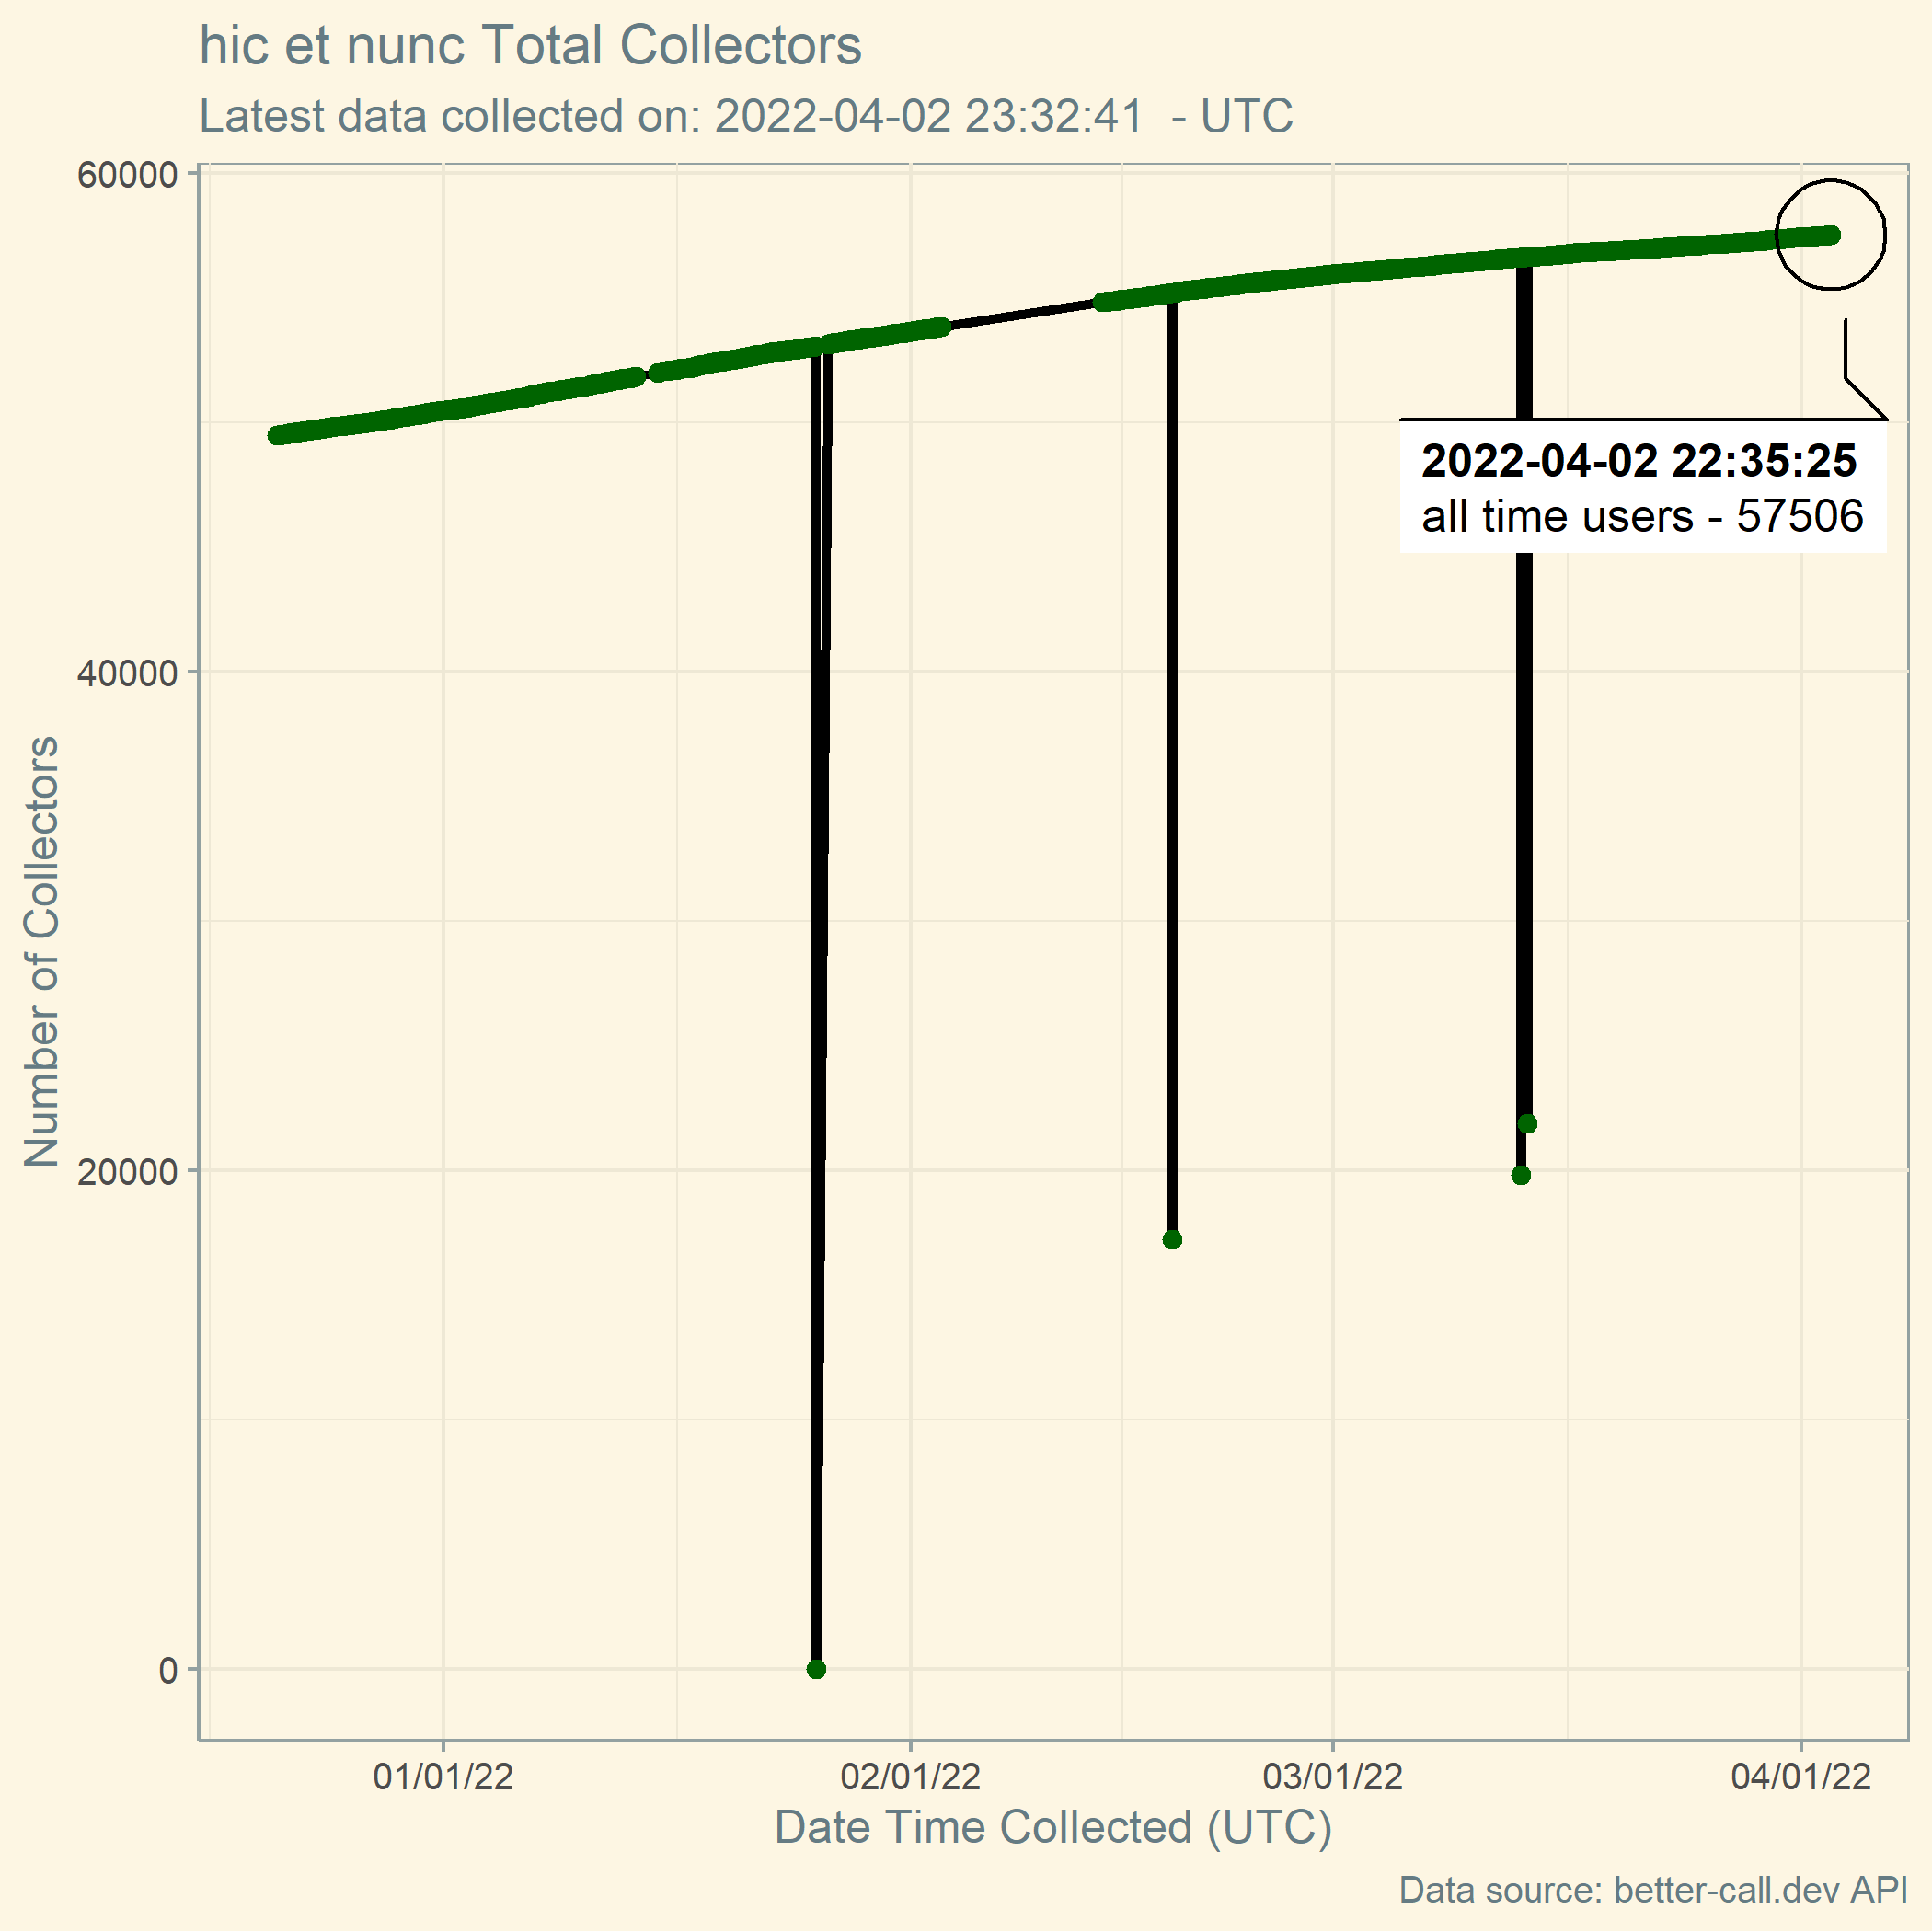 hic et nunc Total Collectors
Latest data collected on: 2022-04-02 23:32:41  - UTC
60000
40000
20000
0
Number of Collectors
2022-04-02 22:35:25
all time users - 57506
01/01/22
02/01/22
03/01/22
04/01/22
Date Time Collected (UTC)
Data source: better-call.dev API